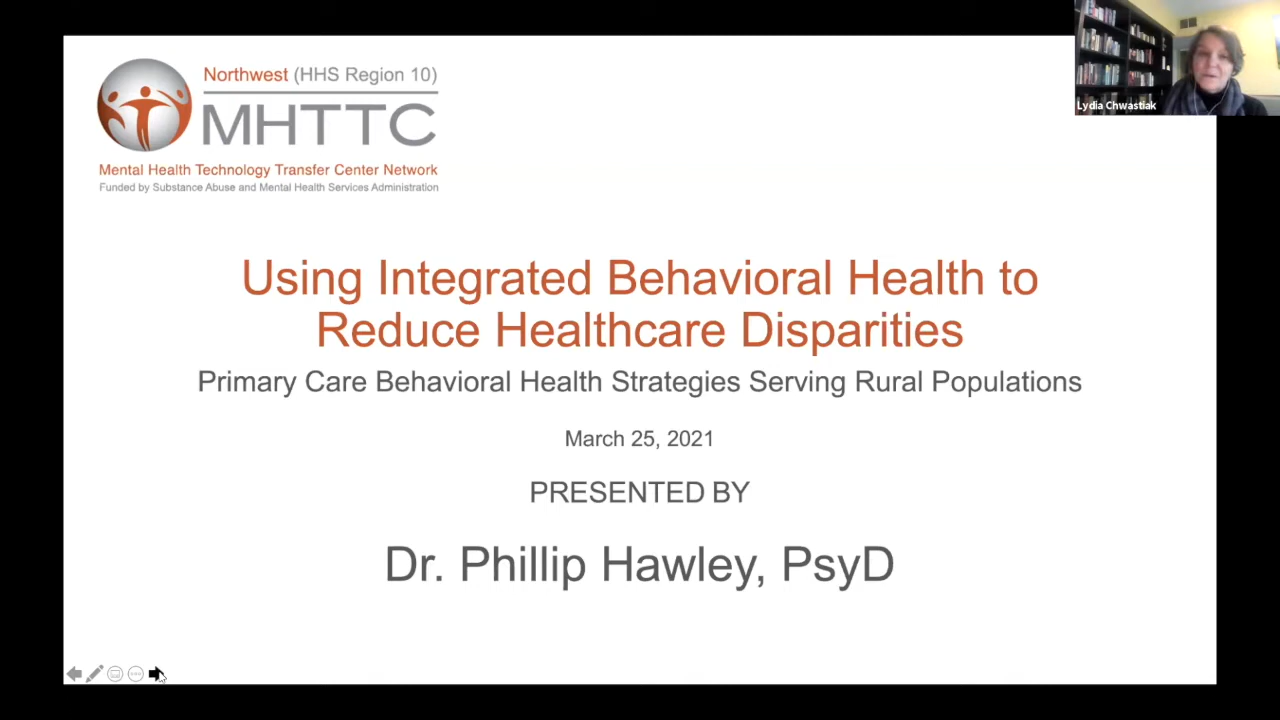 Northwest (HHS Region 10)
MHTTC
Mental Health Technology Transfer Center Network
Funded by Substance Abuse and Mental Health Services Administration
Lydia Chwastiak
Using Integrated Behavioral Health to
Reduce Healthcare Disparities
Primary Care Behavioral Health Strategies Serving Rural Populations
March 25, 2021
PRESENTED BY
Dr. Phillip Hawley, PsyD